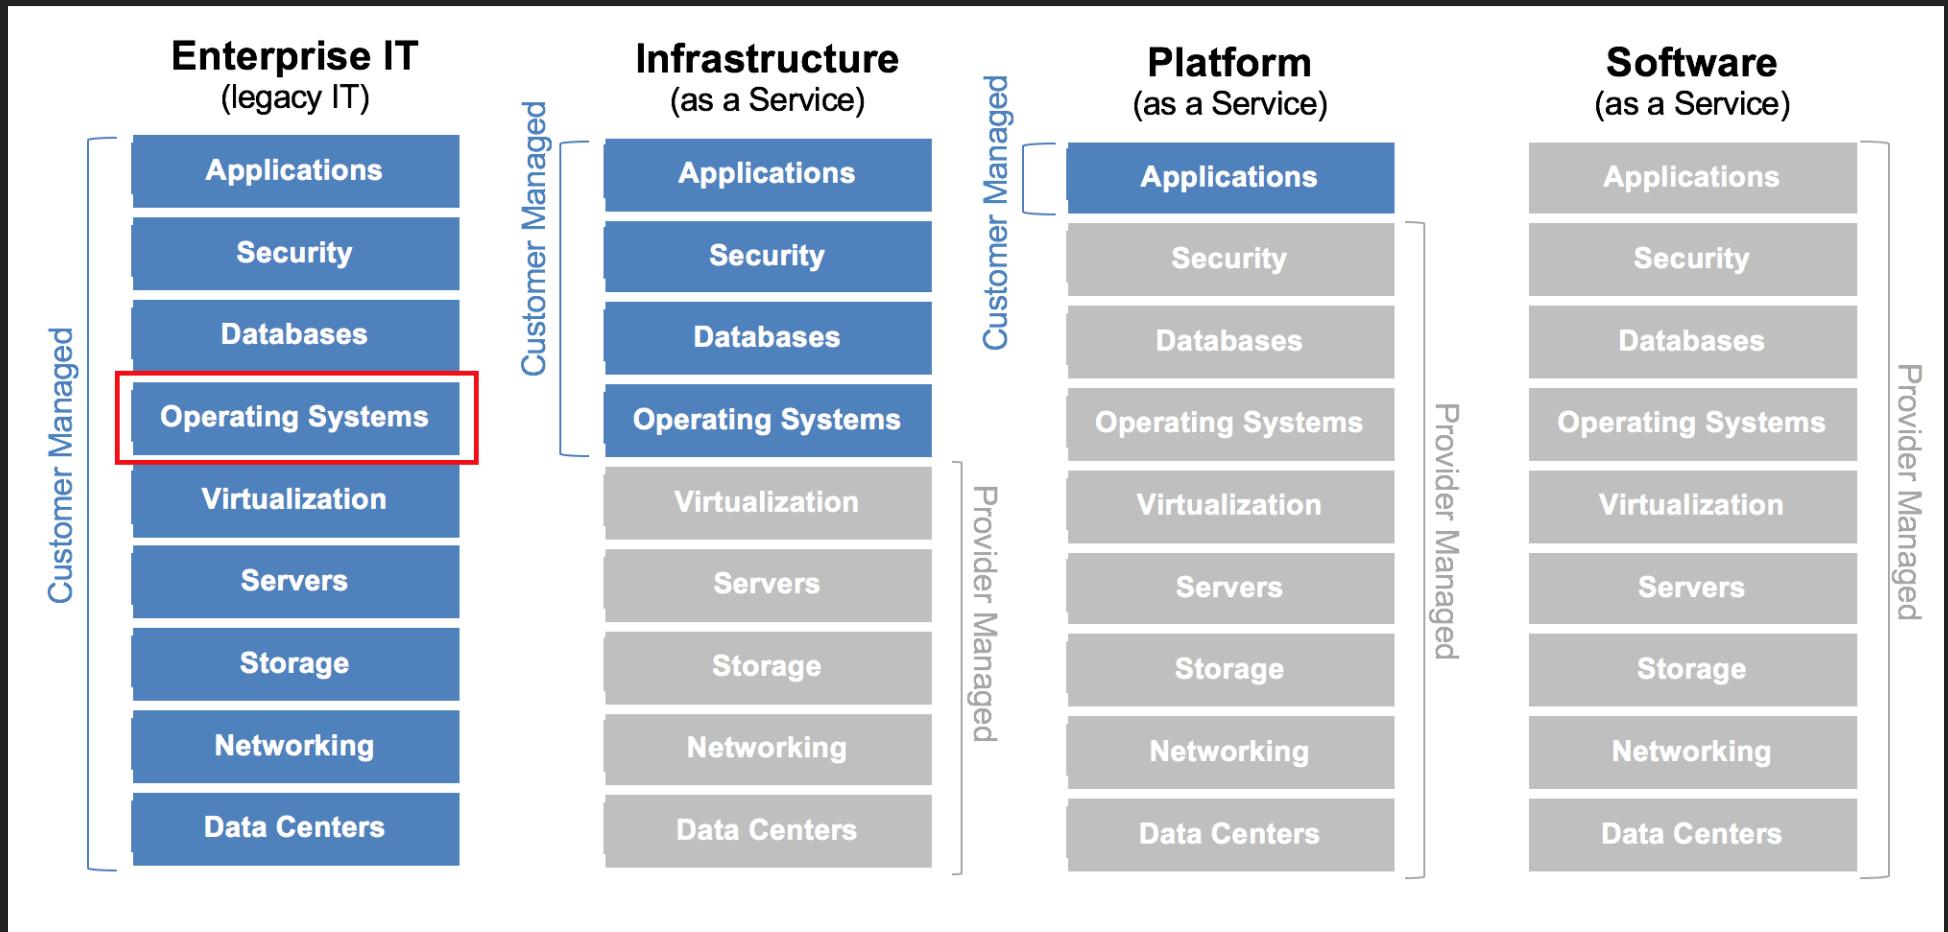 Enterprise IT
(legacy IT)
Customer Managed
Applications
Security
Databases
Operating Systems
Virtualization
Servers
Storage
Networking
Data Centers
Infrastructure
(as a Service)
Customer Managed
Applications
Security
Databases
Operating Systems
Virtualization
Servers
Storage
Networking
Data Centers
Provider Managed
Platform
(as a Service)
Customer Managed
Applications
Security
Databases
Operating Systems
Virtualization
Servers
Storage
Networking
Data Centers
Provider Managed
Software
(as a Service)
Applications
Security
Databases
Operating Systems
Virtualization
Servers
Storage
Networking
Data Centers
Provider Managed